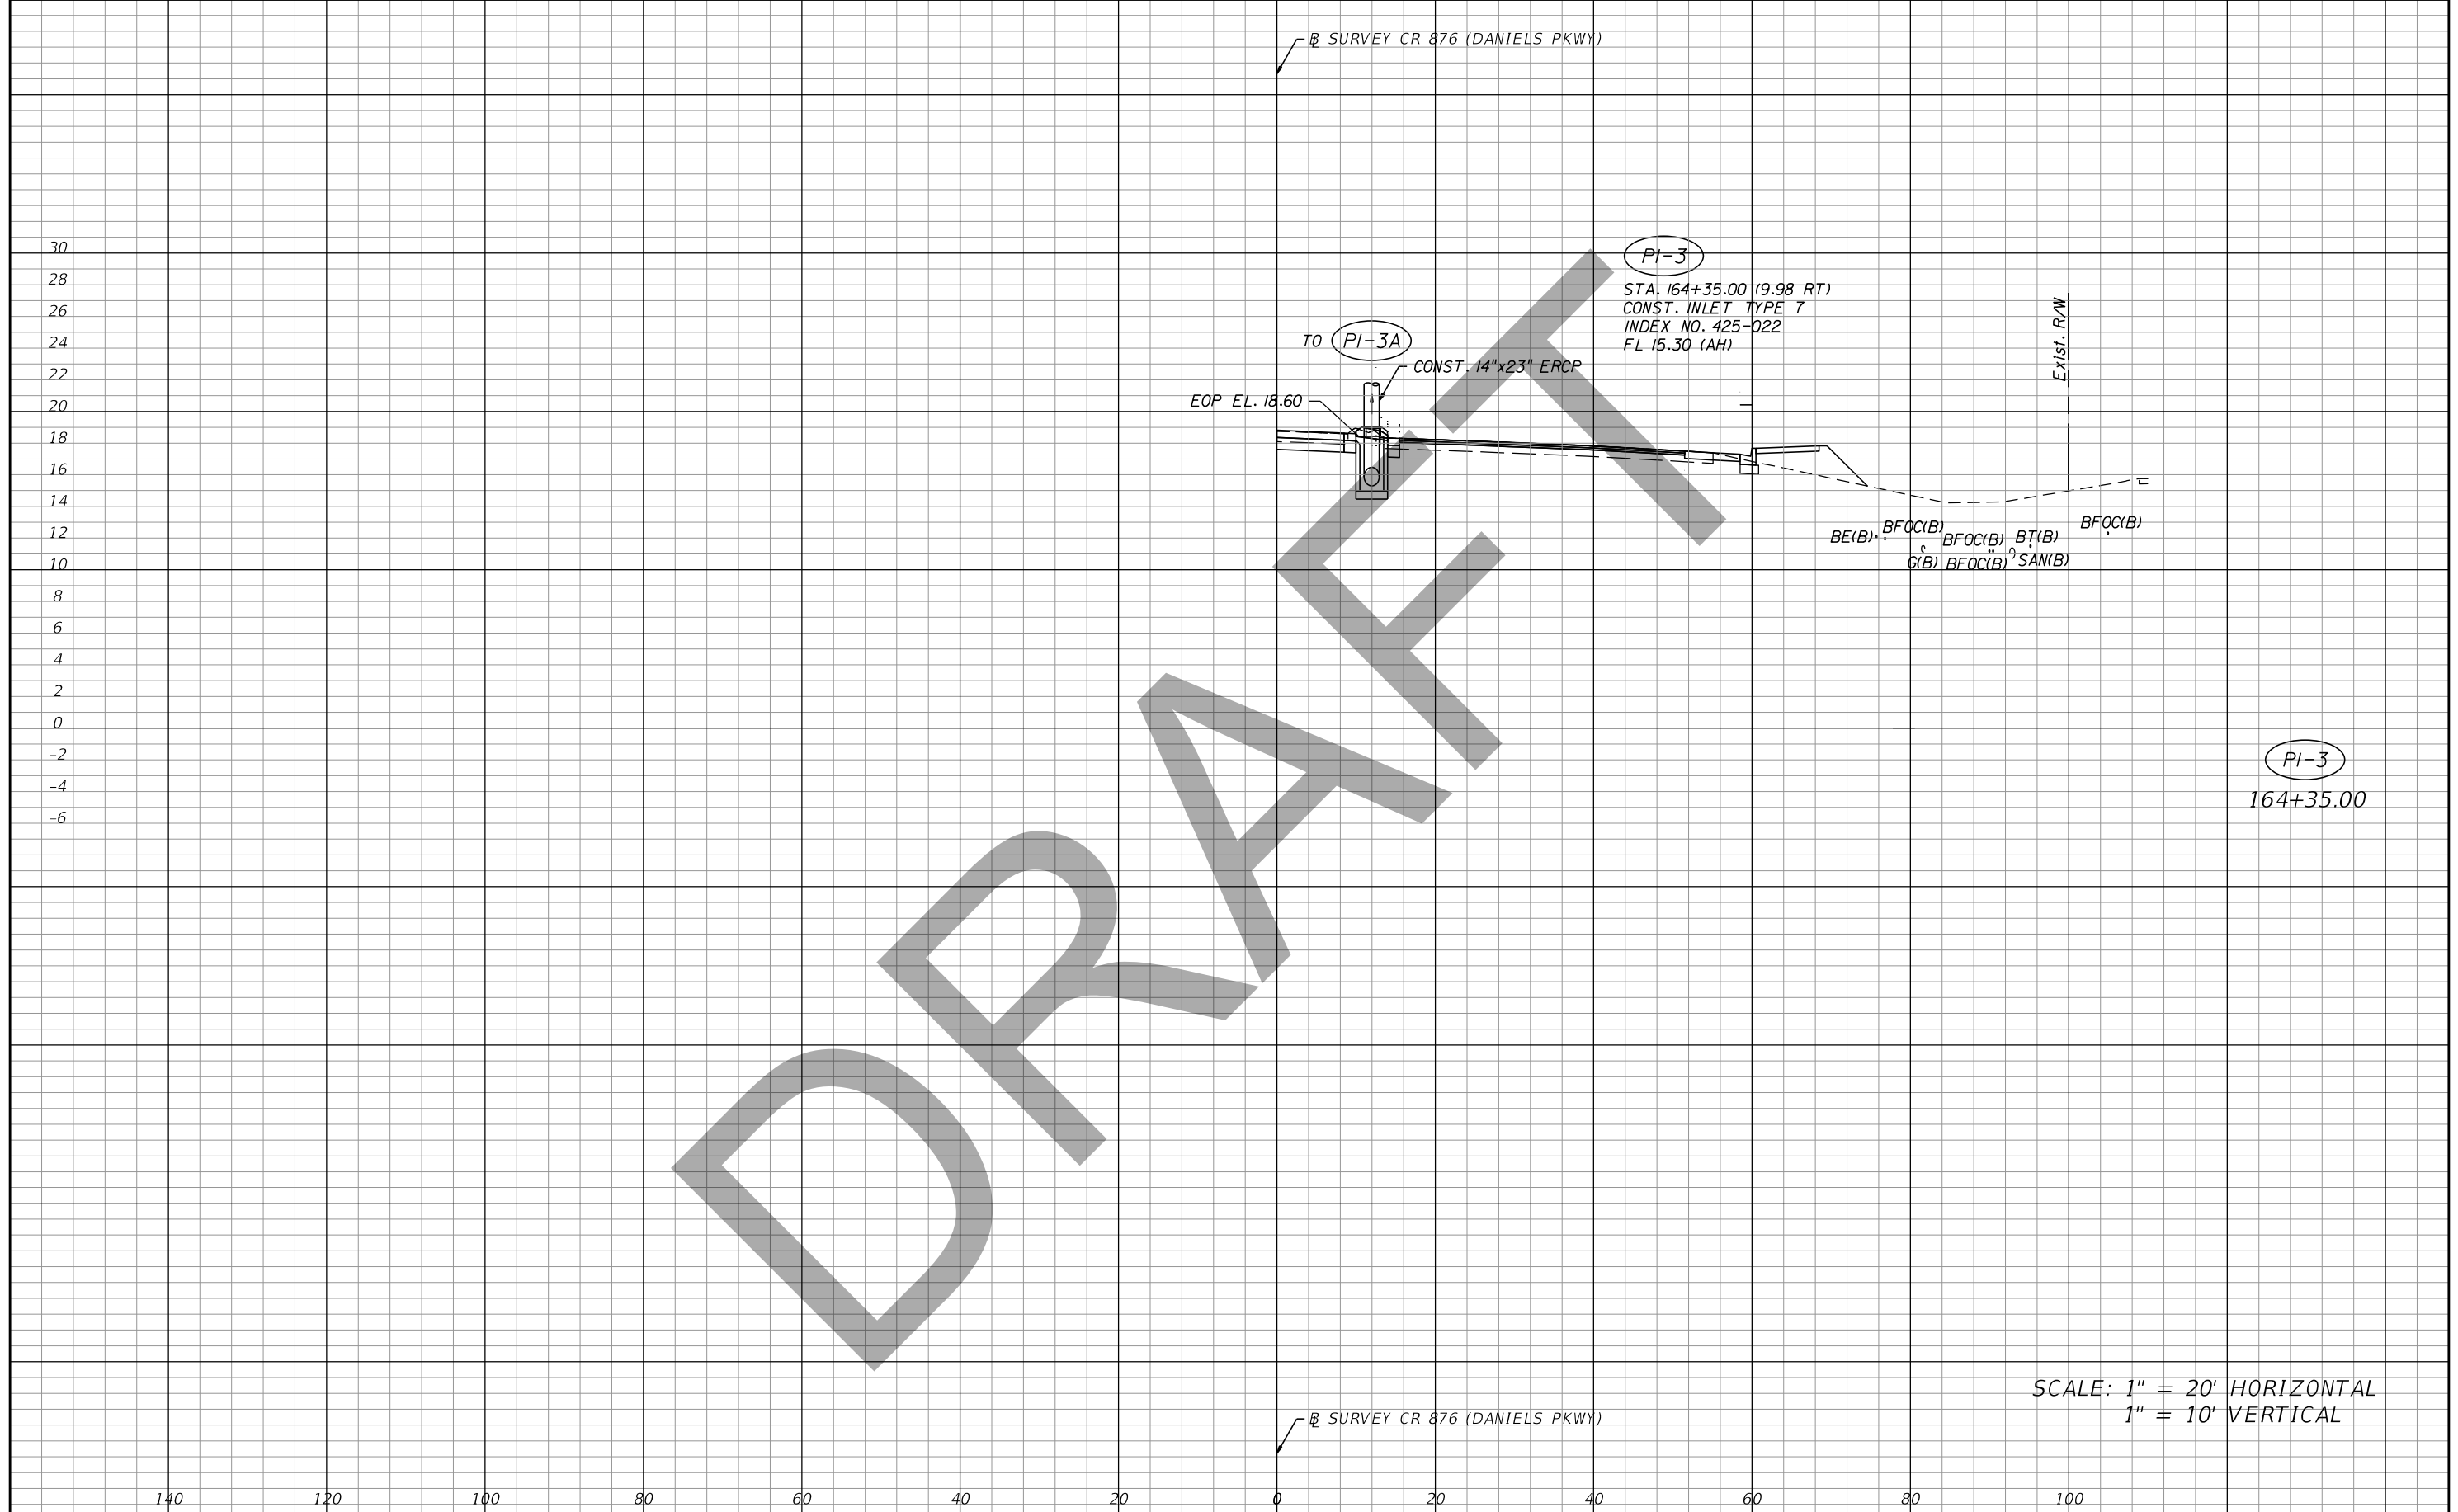 ℄ SURVEY CR 876 (DANIELS PKWY)
30
28
26
24
22
20
18
16
14
12
10
8
6
4
2
0
-2
-4
-6
PI-3
STA. 164+35.00 (9.98 RT)
CONST. INLET TYPE 7
INDEX NO. 425-022
FL 15.30 (AH)
TO PI-3A
CONST. 14"x23" ERCP
EOP EL. 18.60
Exist. R/W
BE(B)
BFOC(B)
G(B)
BFOC(B)
BFOC(B)
BT(B)
SAN(B)
BFOC(B)
DRAFT
PI-3
164+35.00
SCALE: 1" = 20' HORIZONTAL
1" = 10' VERTICAL
℄ SURVEY CR 876 (DANIELS PKWY)
140 120 100 80 60 40 20 0 20 40 60 80 100